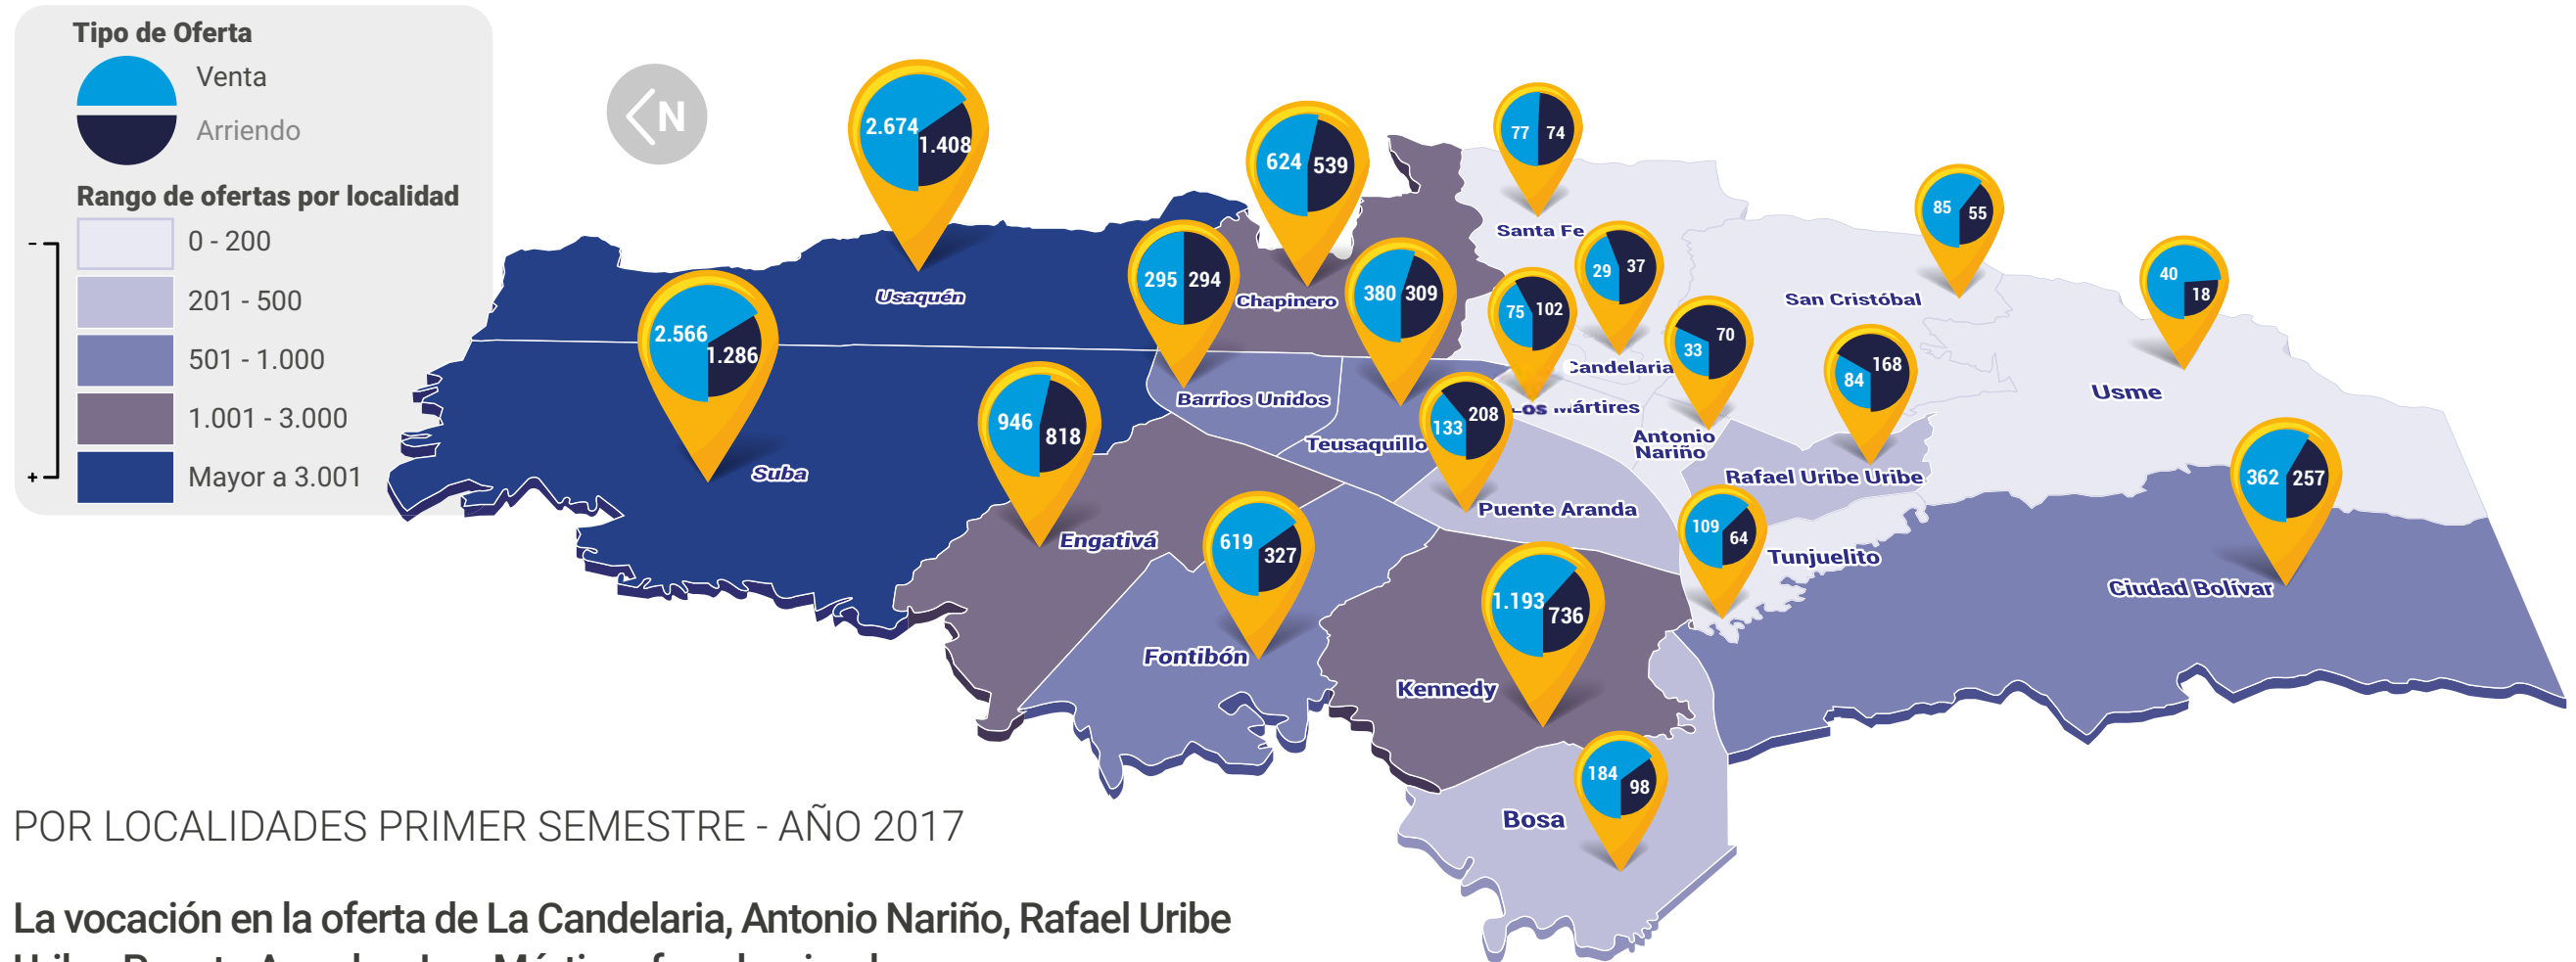 Tipo de Oferta
Venta
Arriendo
Rango de ofertas por localidad
-
0 - 200
201 - 500
501 - 1.000
1.001 - 3.000
+
Mayor a 3.001
N
2.674
1.408
Usaquén
2.566
1.286
Suba
624
539
Chapinero
295
294
Barrios Unidos
380
309
Teusaquillo
77
74
Santa Fe
29
37
Candelaria
75
102
Los Mártires
33
70
Antonio
Nariño
85
55
San Cristóbal
40
18
Usme
84
168
Rafael Uribe Uribe
133
208
Puente Aranda
946
818
Engativá
619
327
Fontibón
1.193
736
Kennedy
109
64
Tunjuelito
362
257
Ciudad Bolívar
184
98
Bosa
POR LOCALIDADES PRIMER SEMESTRE - AÑO 2017
La vocación en la oferta de La Candelaria, Antonio Nariño, Rafael Uribe